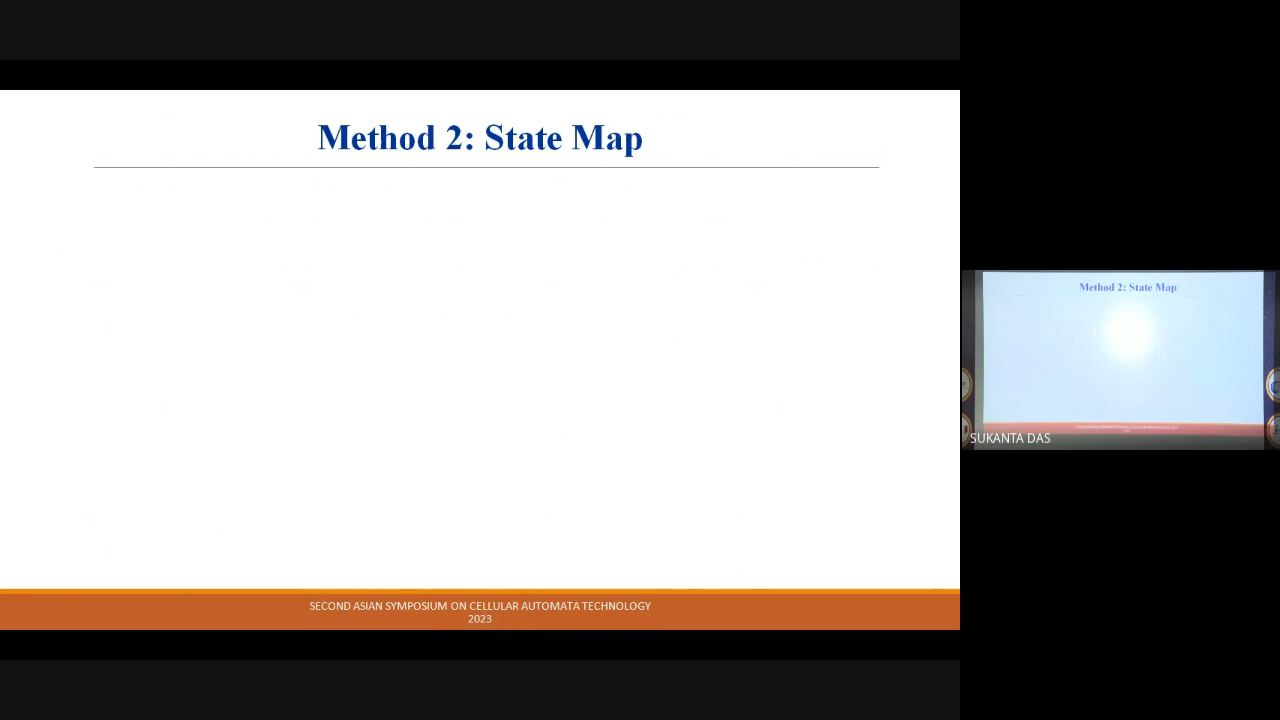 Method 2: State Map
SECOND ASIAN SYMPOSIUM ON CELLULAR AUTOMATA TECHNOLOGY
2023
Method 2: State Map
SUKANTA DAS